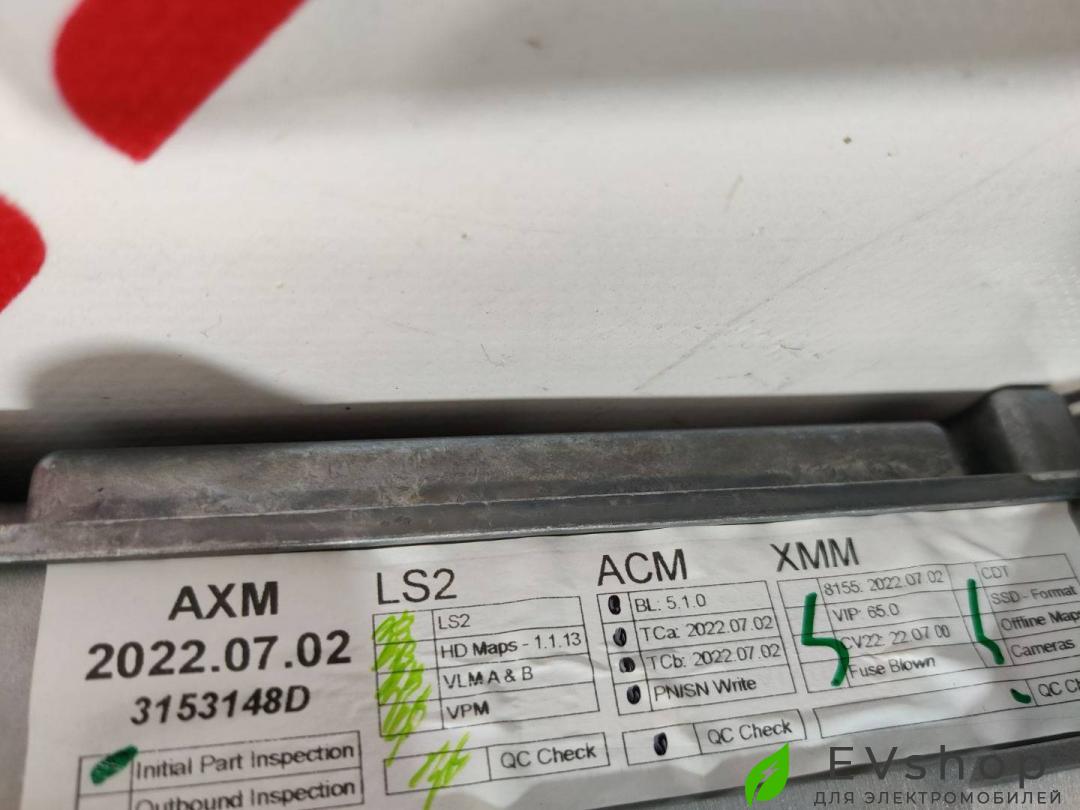 AXM
2022.07.02
3153148D
Initial Part Inspection
Outbound Inspection
LS2
LS2
HD Maps - 1.1.13
VLM A & B
VPM
QC Check
ACM
BL: 5.1.0
TCa: 2022.07.02
TCb: 2022.07.02
PN/SN Write
QC Check
XMM
8155: 2022.07.02
VIP: 65.0
CV22: 22.07.00
Fuse Blown
CDT
SSD - Format
Offline Maps
Cameras
QC
EVshop
ДЛЯ ЭЛЕКТРОМОБИЛЕЙ